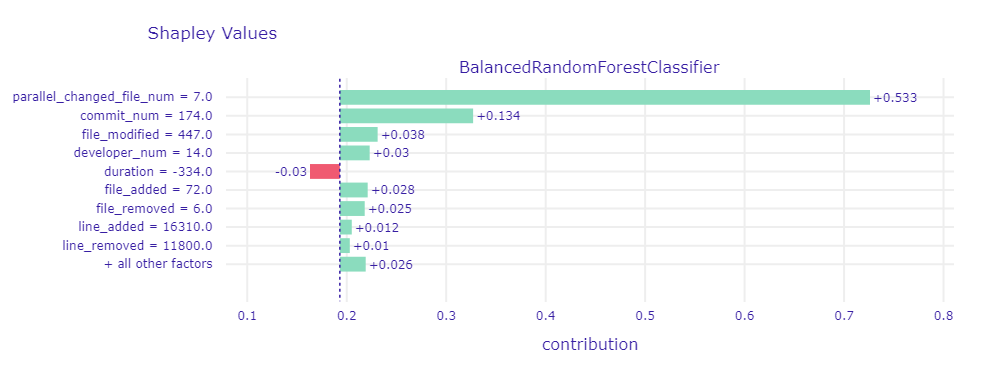 Shapley Values
BalancedRandomForestClassifier
parallel_changed_file_num = 7.0 +0.533
commit_num = 174.0 +0.134
file_modified = 447.0 +0.038
developer_num = 14.0 +0.03
duration = -334.0 -0.03
file_added = 72.0 +0.028
file_removed = 6.0 +0.025
line_added = 16310.0 +0.012
line_removed = 11800.0 +0.01
+ all other factors +0.026
0.1 0.2 0.3 0.4 0.5 0.6 0.7 0.8
contribution